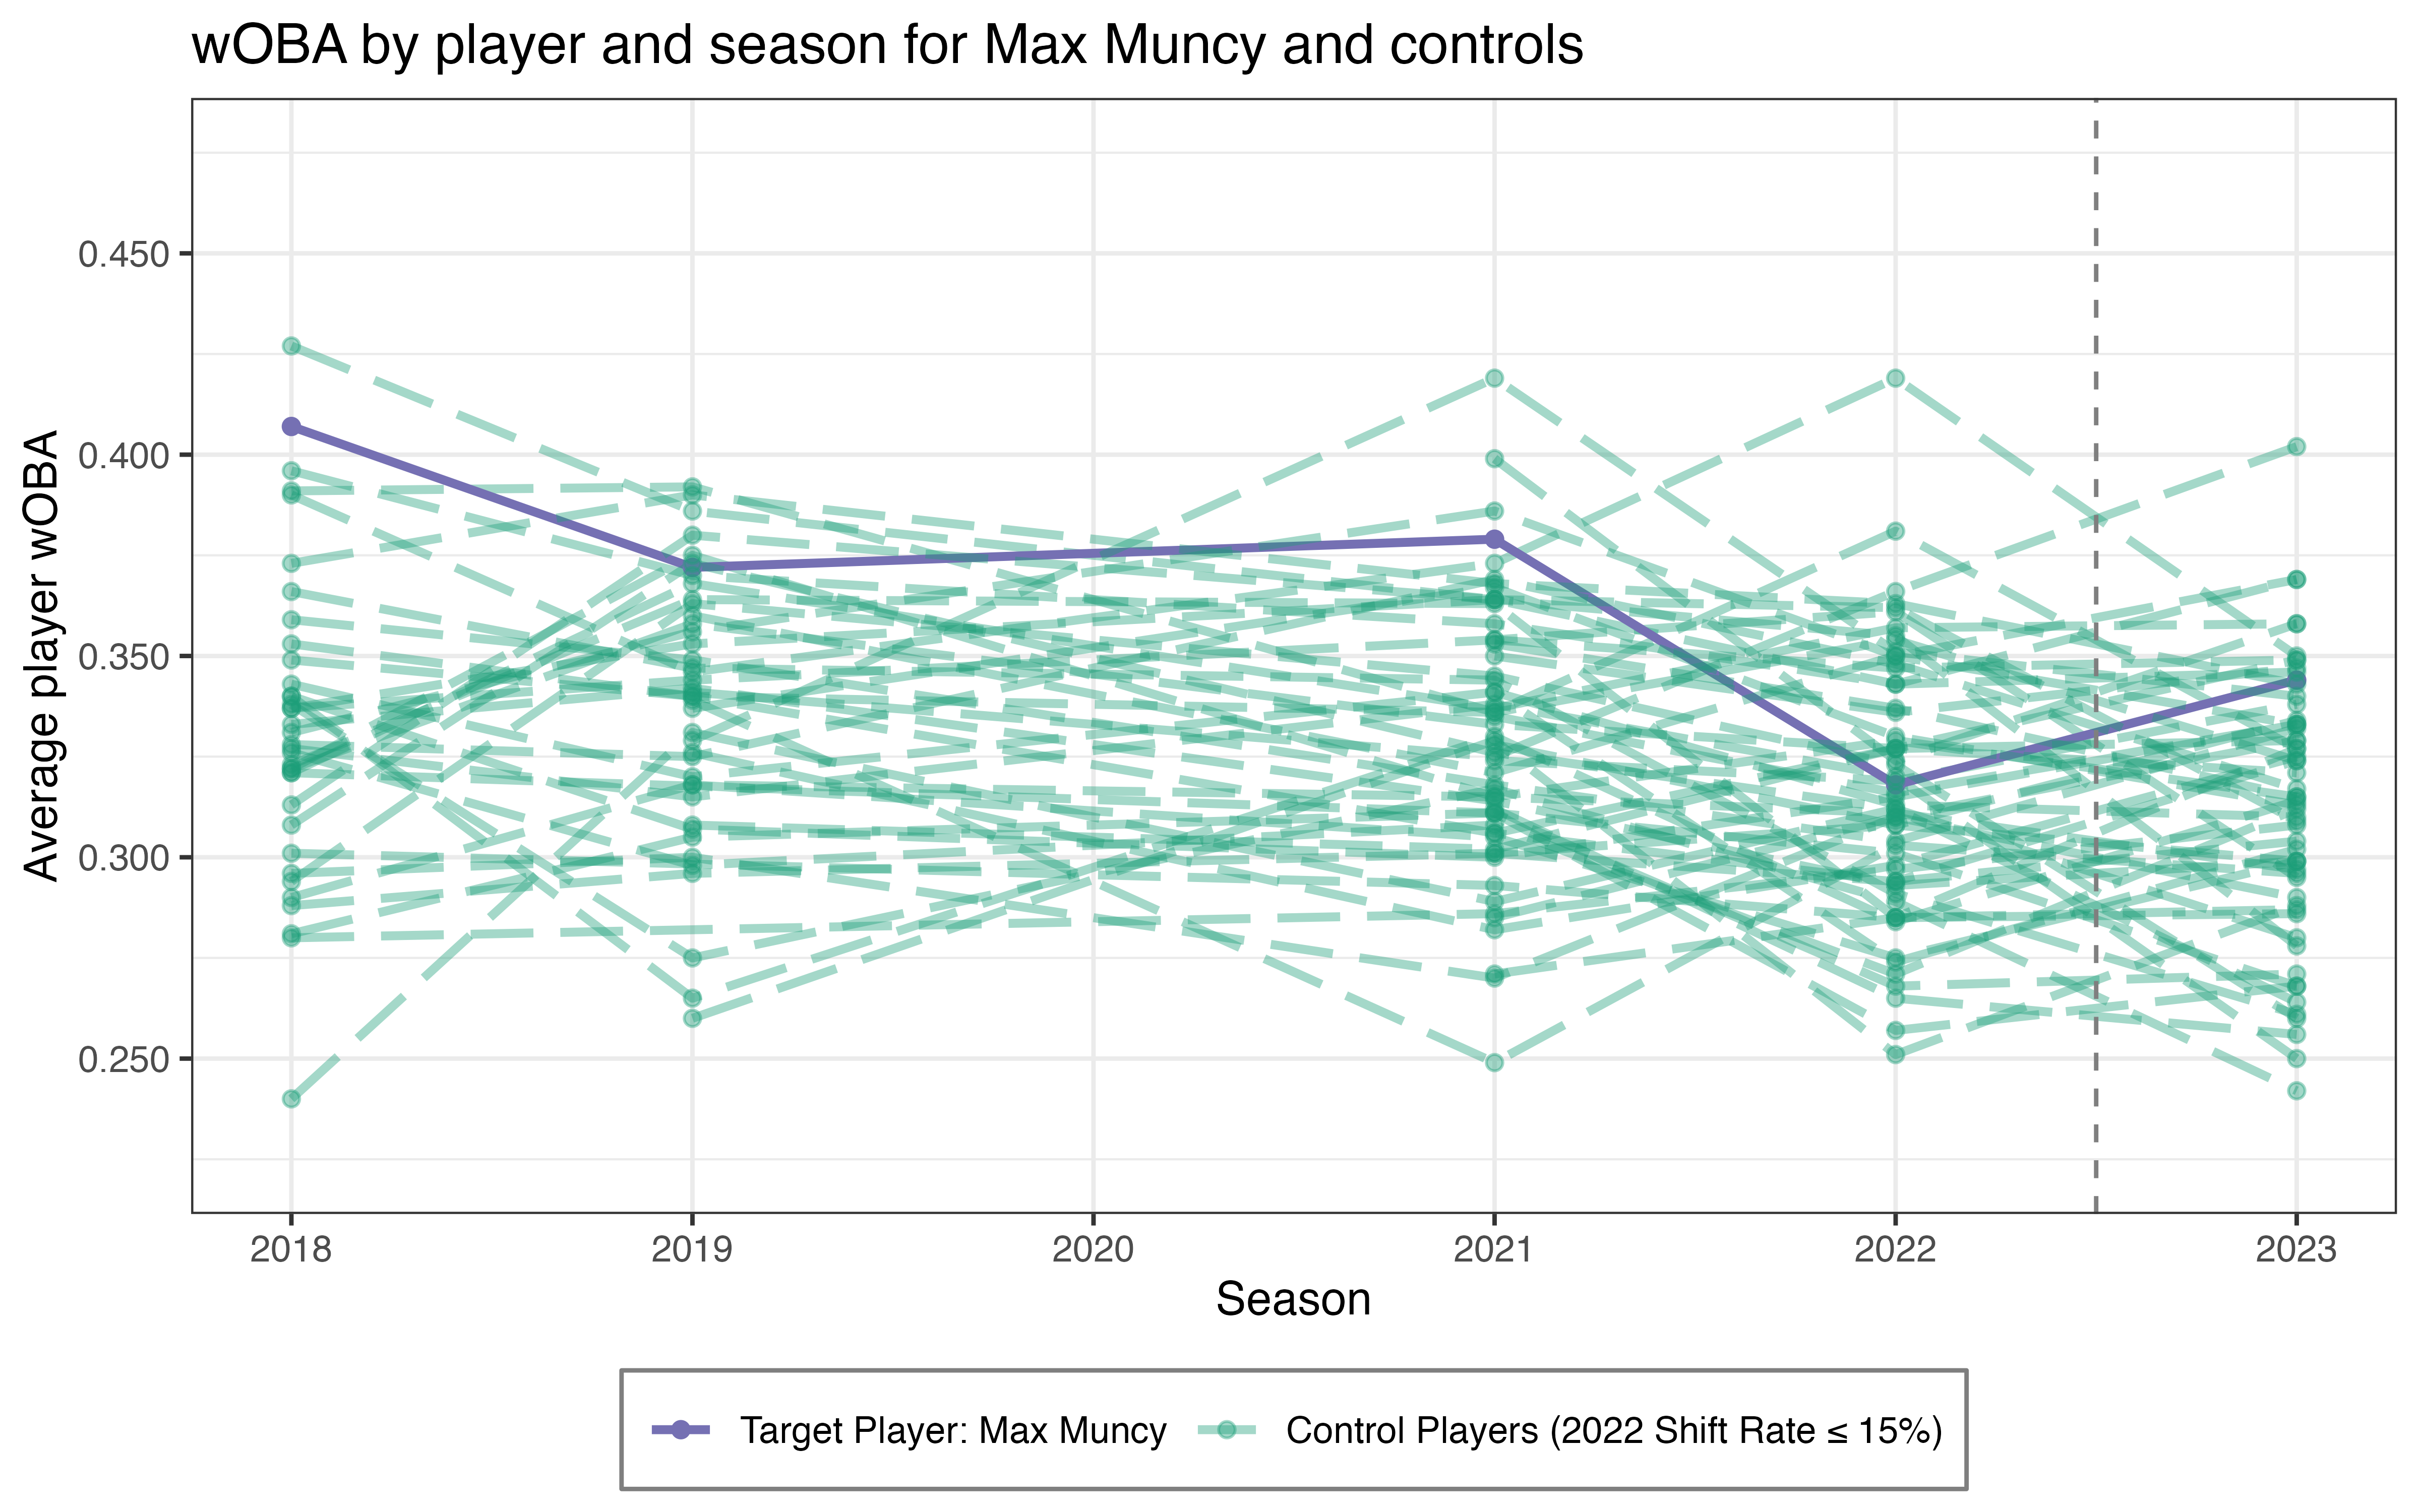 wOBA by player and season for Max Muncy and controls
Average player wOBA
0.450
0.400
0.350
0.300
0.250
2018 2019 2020 2021 2022 2023
Season
Target Player: Max Muncy Control Players (2022 Shift Rate ≤ 15%)